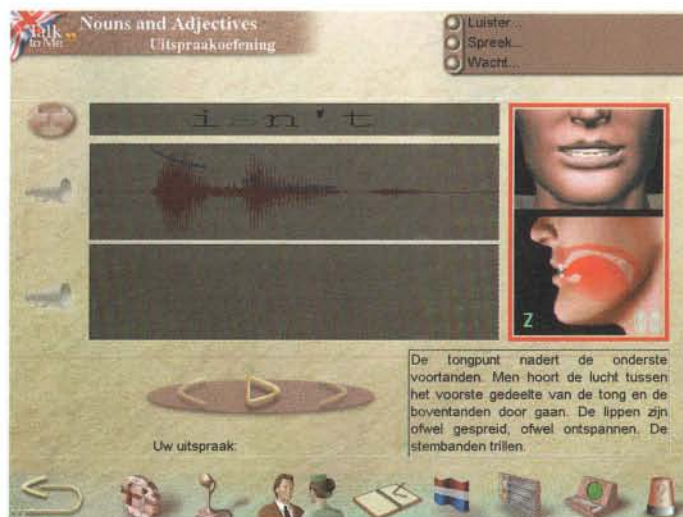 Talk to Me
Nouns and Adjectives
Uitspraakoefening
Luister...
Spreek...
Wacht...
isn't
Z
De tongpunt nadert de onderste
voortanden. Men hoort de lucht tussen
het voorste gedeelte van de tong en de
boventanden door gaan. De lippen zijn
ofwel gespreid, ofwel ontspannen. De
stembanden trillen.
Uw uitspraak: